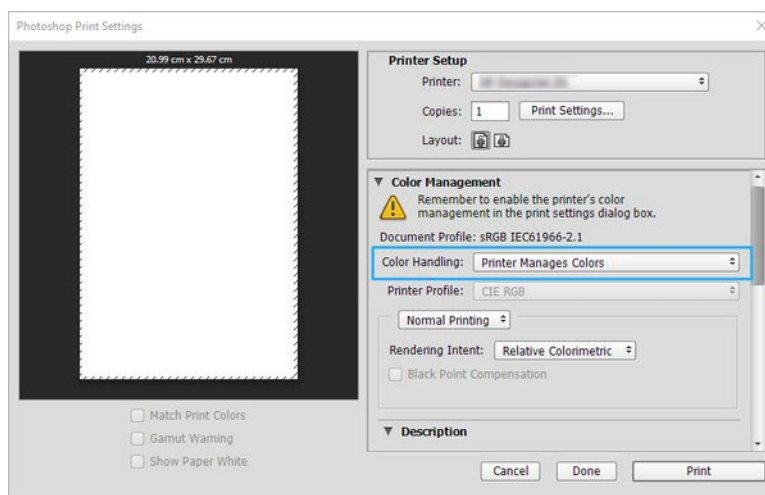 Photoshop Print Settings
20.99 cm x 29.67 cm
Match Print Colors
Gamut Warning
Show Paper White
Printer Setup
Printer:
Copies: 1 Print Settings...
Layout:
Color Management
Remember to enable the printer's color
management in the print settings dialog box.
Document Profile: sRGB IEC61966-2.1
Color Handling: Printer Manages Colors
Printer Profile: CIE RGB
Normal Printing
Rendering Intent: Relative Colorimetric
Black Point Compensation
Description
Cancel Done Print